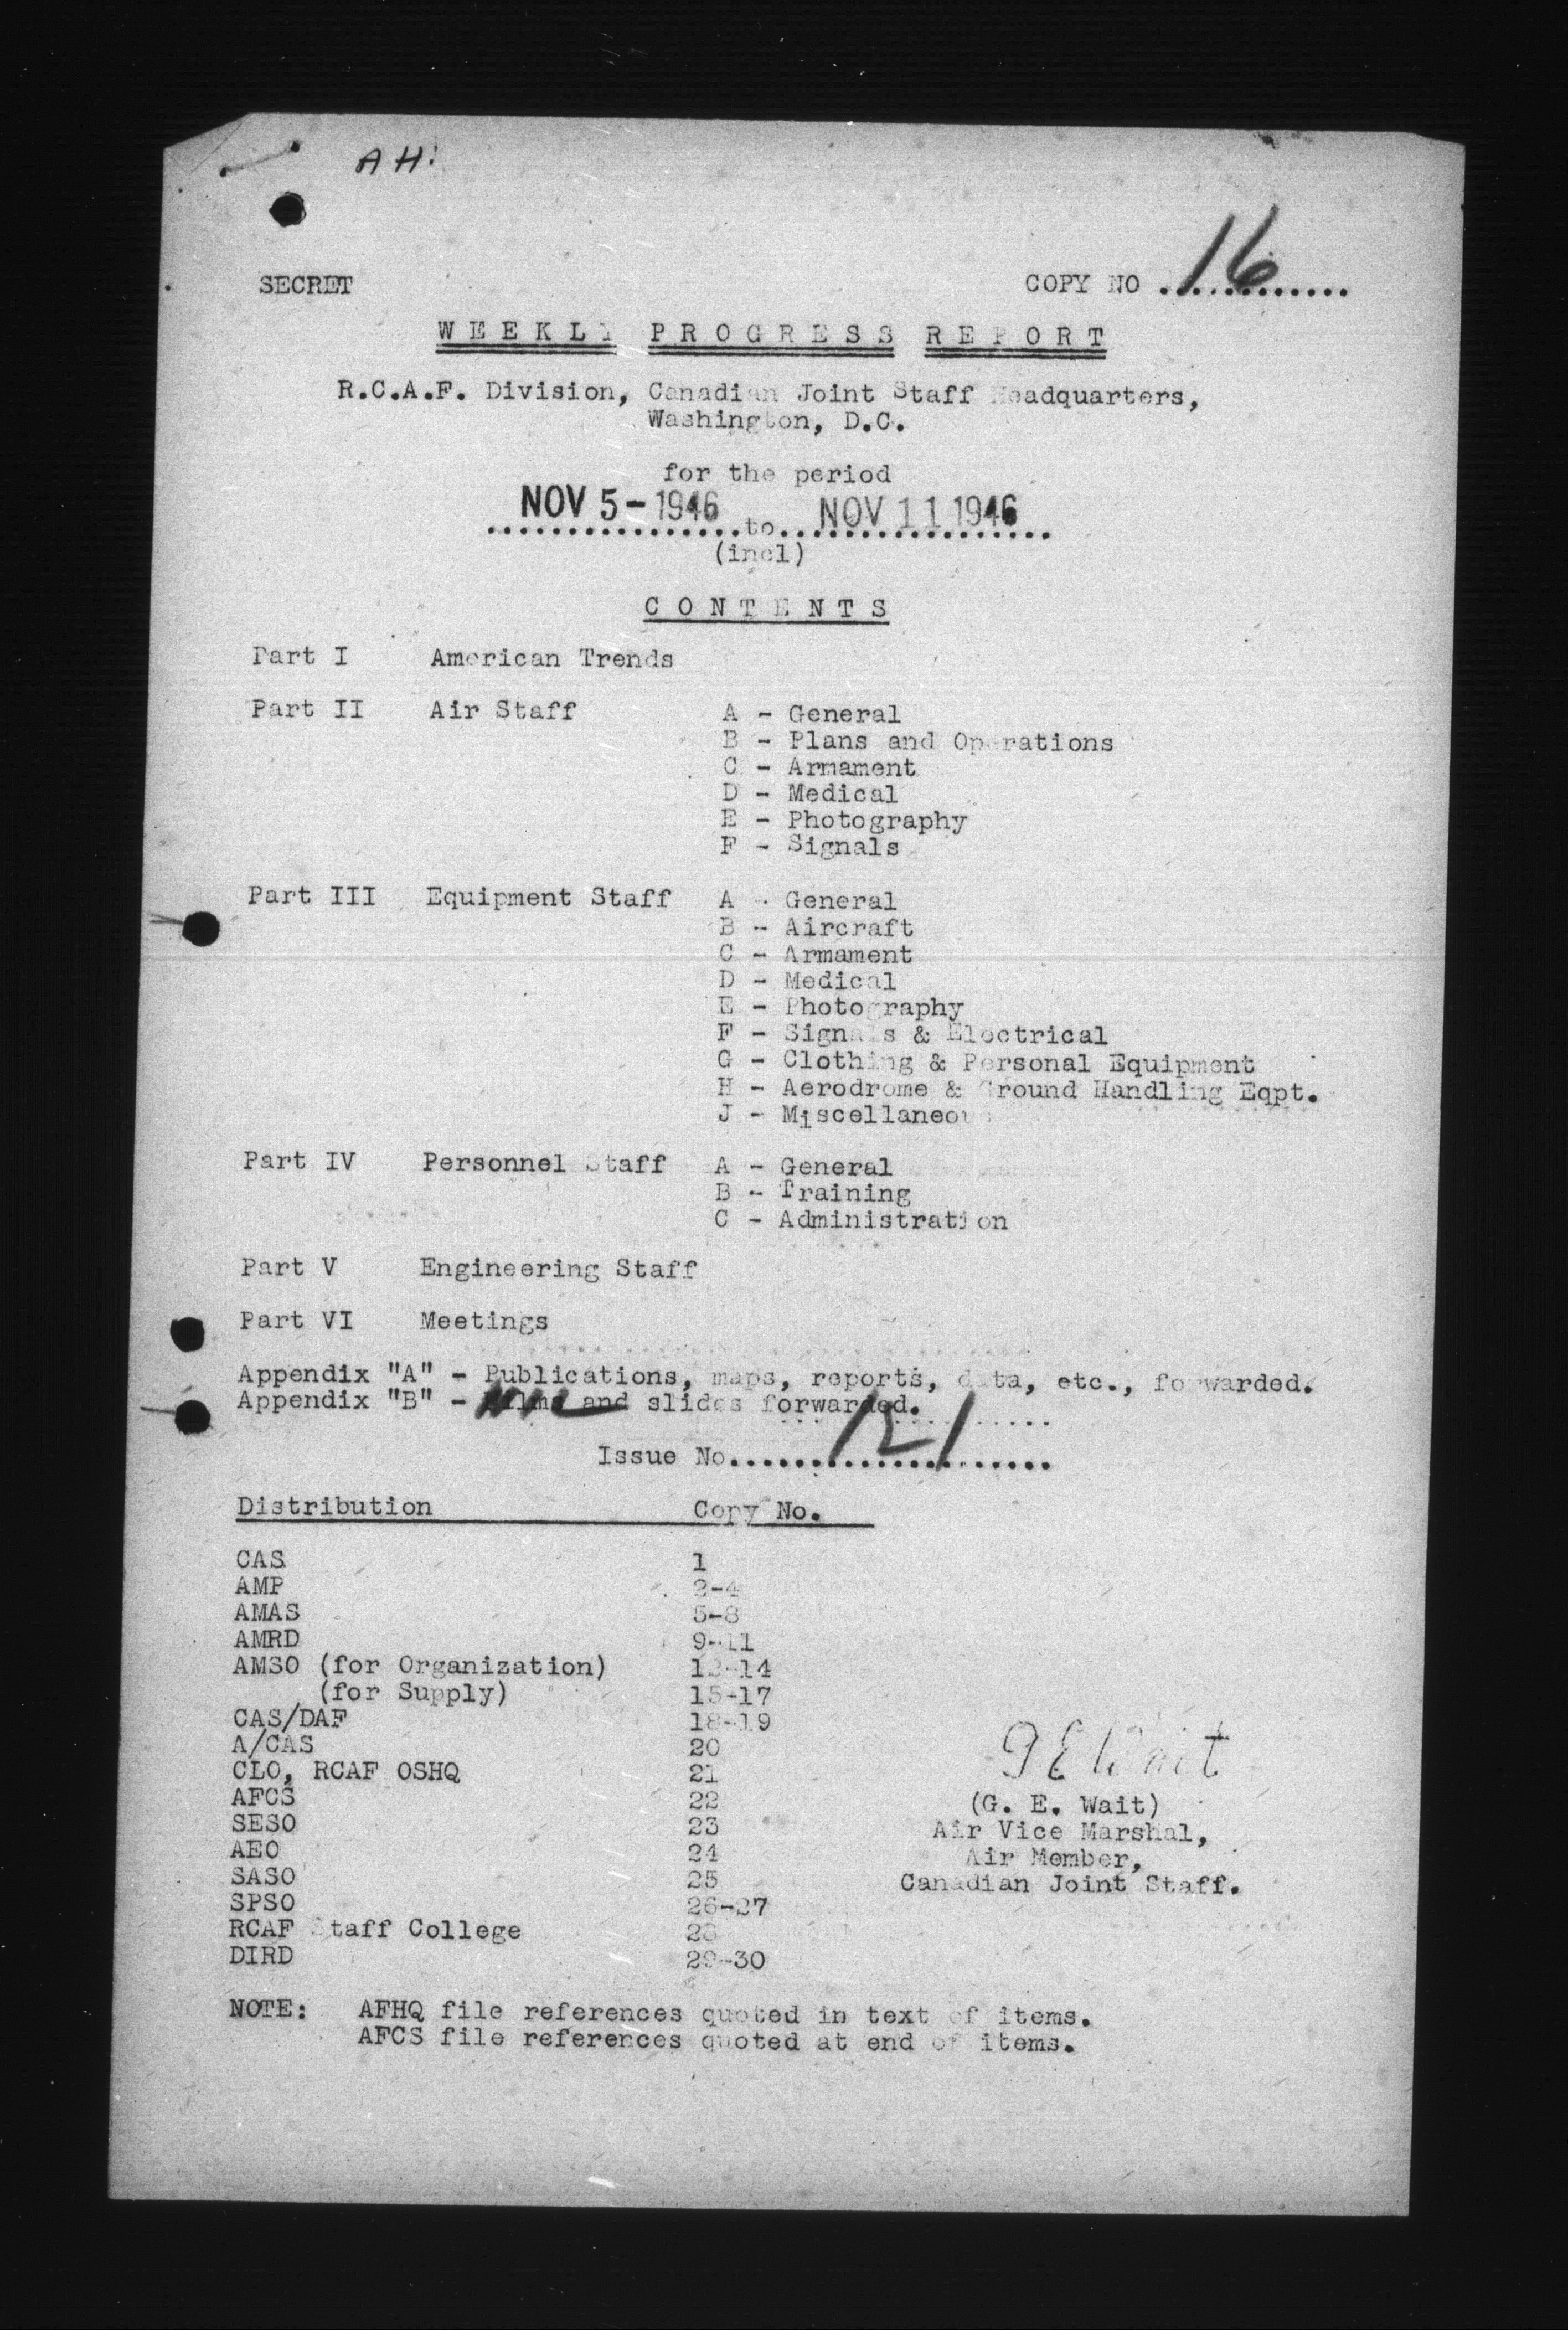 AH:
SECRET COPY NO ............ 16
WEEKLY PROGRESS REPORT
R.C.A.F. Division, Canadian Joint Staff Headquarters,
Washington, D.C.
for the period
NOV 5 - 1946 to NOV 11 1946
(incl)
CONTENTS
Part I American Trends
Part II Air Staff A - General
B - Plans and Operations
C - Armament
D - Medical
E - Photography
F - Signals
Part III Equipment Staff A - General
B - Aircraft
C - Armament
D - Medical
E - Photography
F - Signals & Electrical
G - Clothing & Personal Equipment
H - Aerodrome & Ground Handling Eqpt.
J - Miscellaneous
Part IV Personnel Staff A - General
B - Training
C - Administration
Part V Engineering Staff
Part VI Meetings
Appendix "A" - Publications, maps, reports, data, etc., forwarded.
Appendix "B" - Films and slides forwarded.
Issue No.................... 121
Distribution Copy No.
CAS 1
AMP 2-4
AMAS 5-8
AMRD 9-11
AMSO (for Organization) 12-14
(for Supply) 15-17
CAS/DAF 18-19
A/CAS 20
CLO, RCAF OSHQ 21
AFCS 22
SESO 23
AEO 24
SASO 25
SPSO 26-27
RCAF Staff College 28
DIRD 29-30
G E Wait
(G. E. Wait)
Air Vice Marshal,
Air Member,
Canadian Joint Staff.
NOTE: AFHQ file references quoted in text of items.
AFCS file references quoted at end of items.